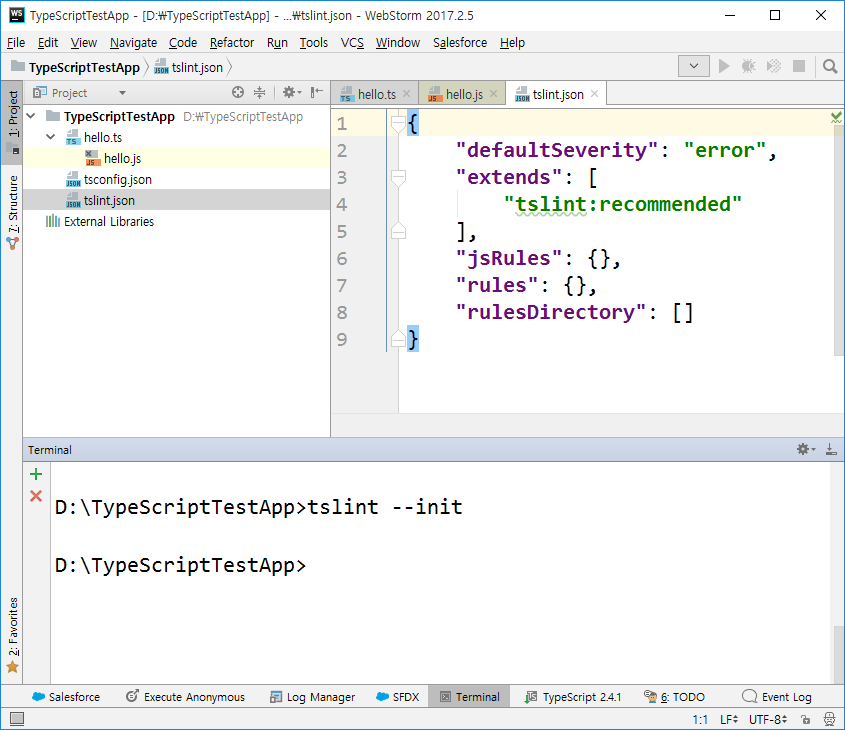 WS TypeScriptTestApp - [D:₩TypeScriptTestApp] - ...₩tslint.json - WebStorm 2017.2.5
File Edit View Navigate Code Refactor Run Tools VCS Window Salesforce Help
TypeScriptTestApp tslint.json
1: Project
7: Structure
2: Favorites
Project
TypeScriptTestApp D:₩TypeScriptTestApp
hello.ts
hello.js
tsconfig.json
tslint.json
External Libraries
hello.ts hello.js tslint.json
1 {
2 "defaultSeverity": "error",
3 "extends": [
4 "tslint:recommended"
5 ],
6 "jsRules": {},
7 "rules": {},
8 "rulesDirectory": []
9 }
Terminal
D:\TypeScriptTestApp>tslint --init
D:\TypeScriptTestApp>
Salesforce Execute Anonymous Log Manager SFDX Terminal TypeScript 2.4.1 6: TODO Event Log
1:1 LF UTF-8